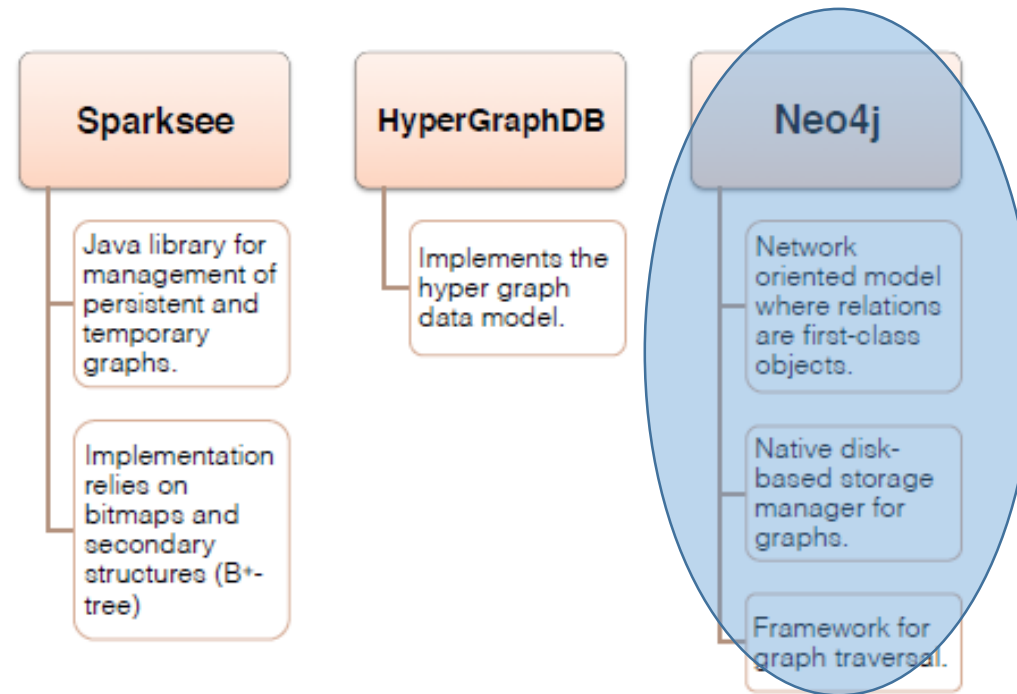 Sparksee
Java library for
management of
persistent and
temporary
graphs.
Implementation
relies on
bitmaps and
secondary
structures (B+-
tree)
HyperGraphDB
Implements the
hyper graph
data model.
Neo4j
Network
oriented model
where relations
are first-class
objects.
Native disk-
based storage
manager for
graphs.
Framework for
graph traversal.